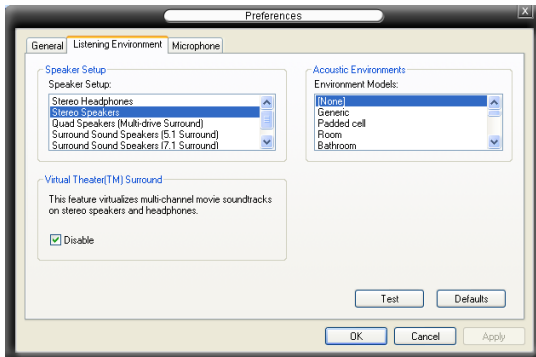 Preferences
X
General
Listening Environment
Microphone
Speaker Setup
Speaker Setup:
Stereo Headphones
Stereo Speakers
Quad Speakers (Multi-drive Surround)
Surround Sound Speakers (5.1 Surround)
Surround Sound Speakers (7.1 Surround)
Acoustic Environments
Environment Models:
[None]
Generic
Padded cell
Room
Bathroom
Virtual Theater(TM) Surround
This feature virtualizes multi-channel movie soundtracks
on stereo speakers and headphones.
Disable
Test
Defaults
OK
Cancel
Apply